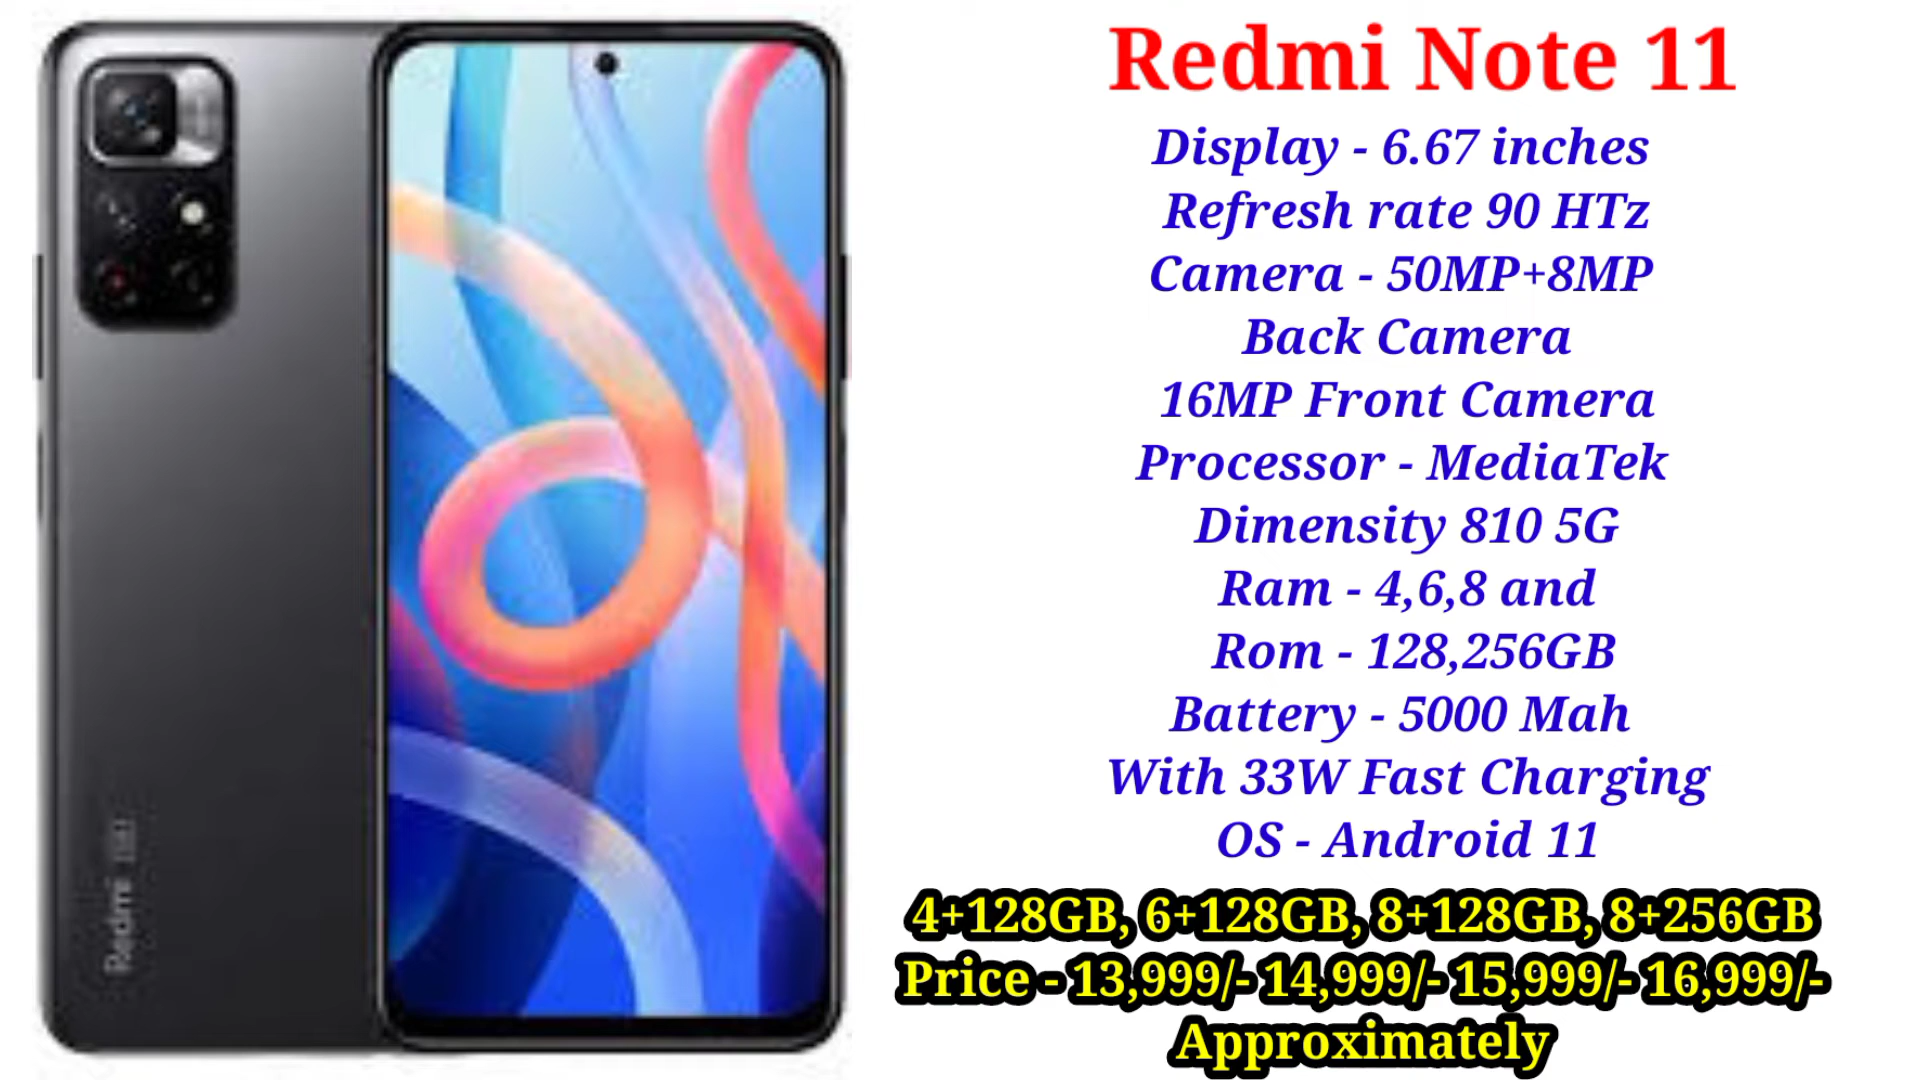 Redmi Note 11
Display - 6.67 inches
Refresh rate 90 HTz
Camera - 50MP+8MP
Back Camera
16MP Front Camera
Processor - MediaTek
Dimensity 810 5G
Ram - 4,6,8 and
Rom - 128,256GB
Battery - 5000 Mah
With 33W Fast Charging
OS - Android 11
4+128GB, 6+128GB, 8+128GB, 8+256GB
Price - 13,999/- 14,999/- 15,999/- 16,999/-
Approximately
Redmi